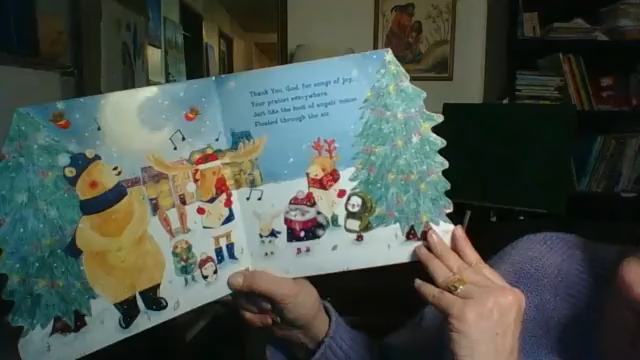 Thank You, God, for songs of joy,
Your praises everywhere.
Just like the host of angels' voices
Floated through the air.